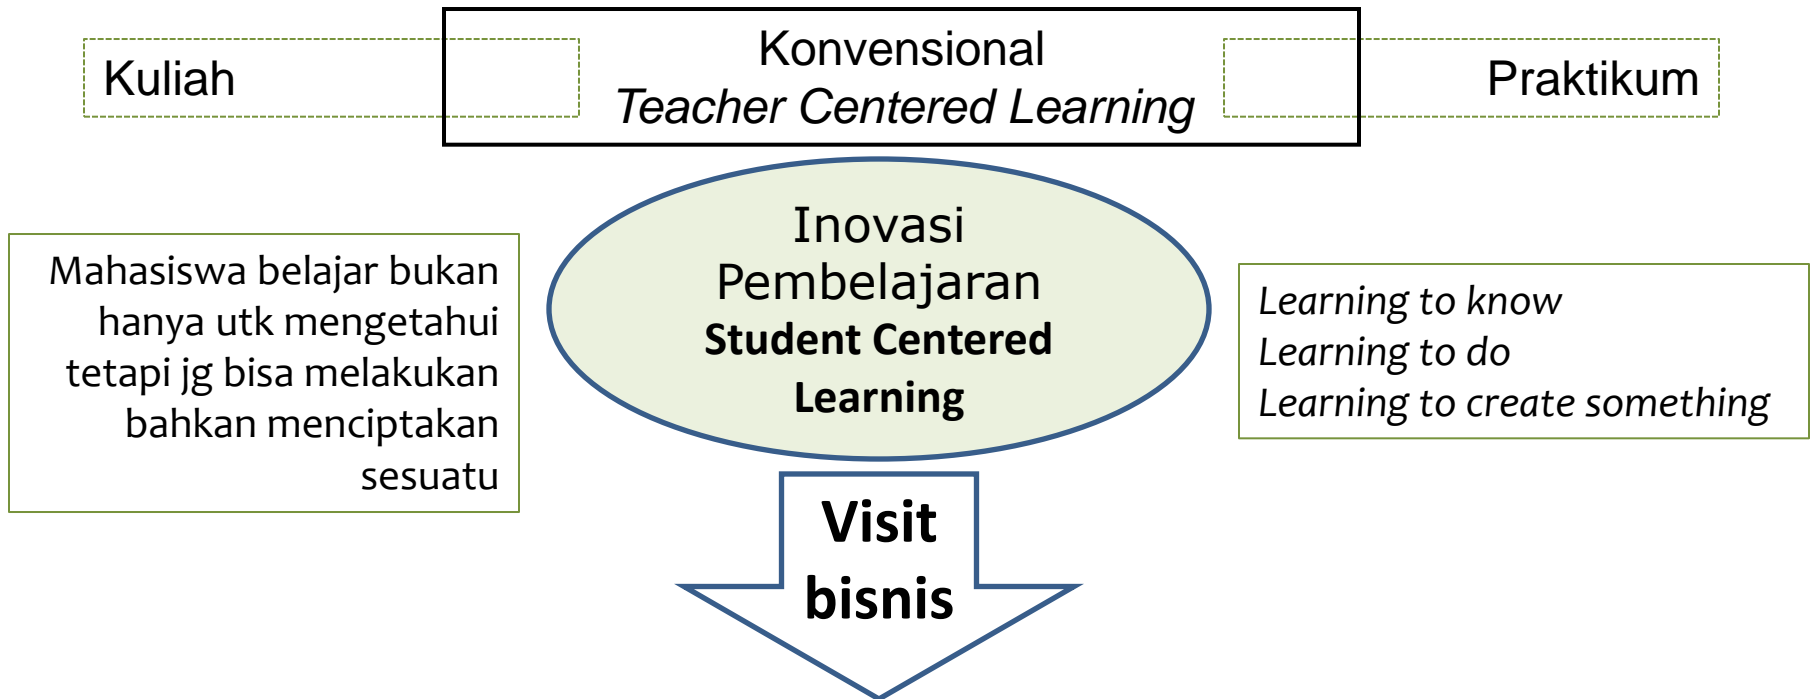 Kuliah
Konvensional
Teacher Centered Learning
Praktikum
Inovasi
Pembelajaran
Student Centered
Learning
Mahasiswa belajar bukan
hanya utk mengetahui
tetapi jg bisa melakukan
bahkan menciptakan
sesuatu
Learning to know
Learning to do
Learning to create something
Visit
bisnis